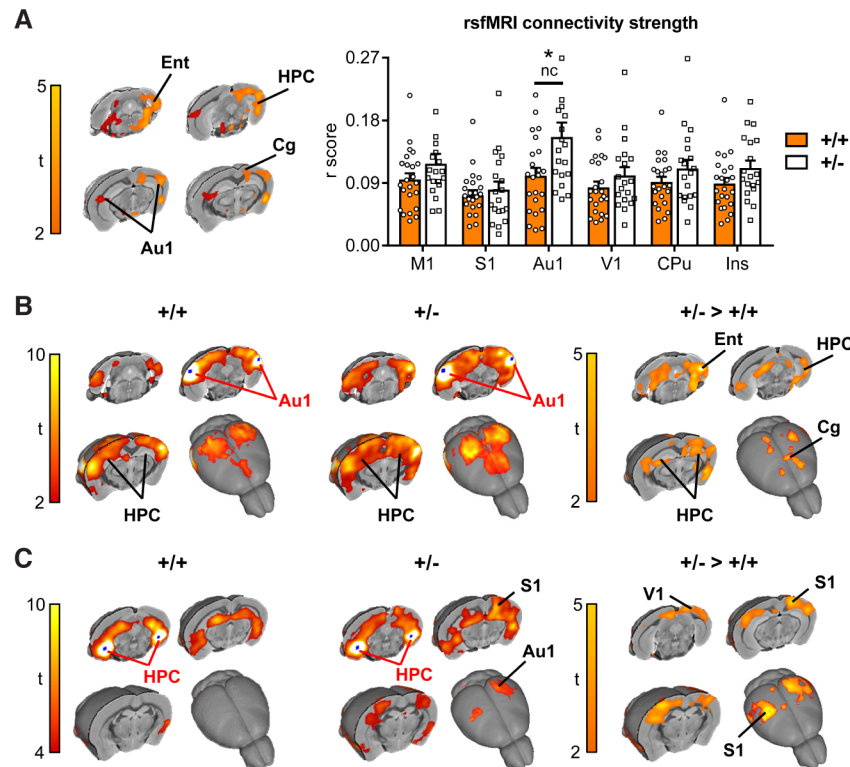 A
rsfMRI connectivity strength
5
t
2
Ent
HPC
Cg
Au1
r score
0.27
0.18
0.09
0.00
*
nc
+/+
+/-
M1 S1 Au1 V1 CPu Ins
B
+/+ +/- +/- > +/+
10
t
2
Au1
HPC
Au1
HPC
5
t
2
Ent
HPC
Cg
HPC
C
+/+ +/- +/- > +/+
10
t
4
HPC
S1
HPC
Au1
5
t
2
V1
S1
S1